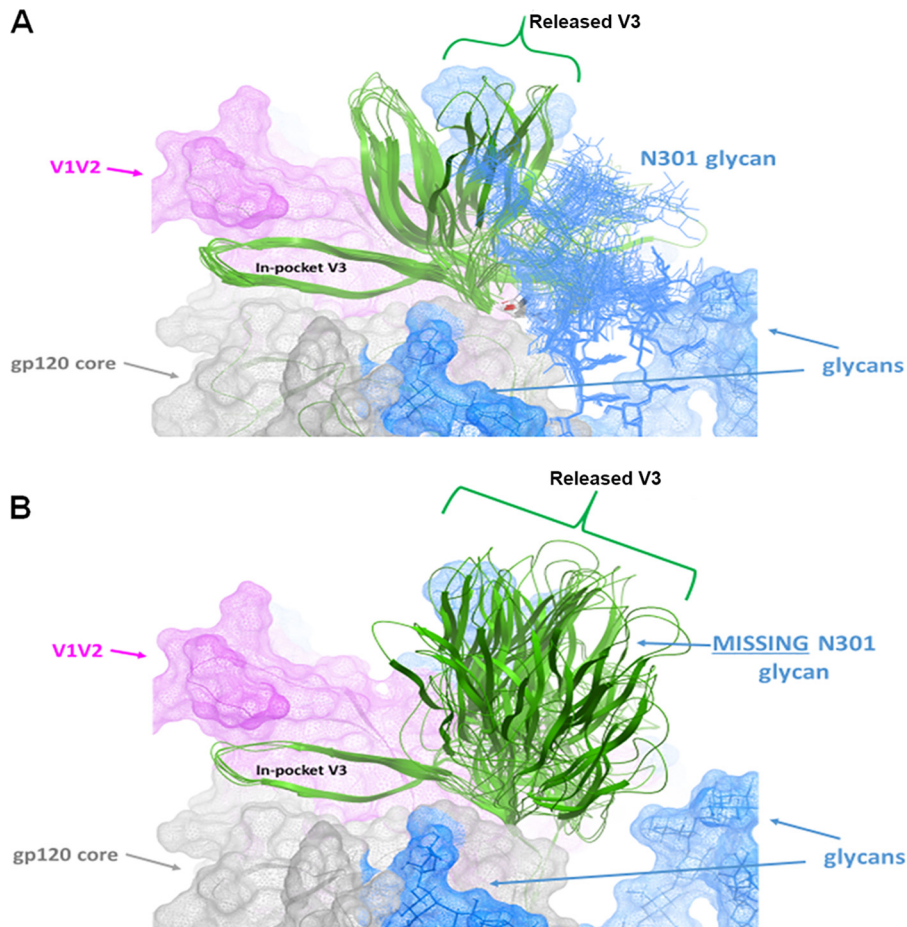 A
Released V3
V1V2
N301 glycan
In-pocket V3
gp120 core
glycans
B
Released V3
V1V2
MISSING N301
glycan
In-pocket V3
gp120 core
glycans